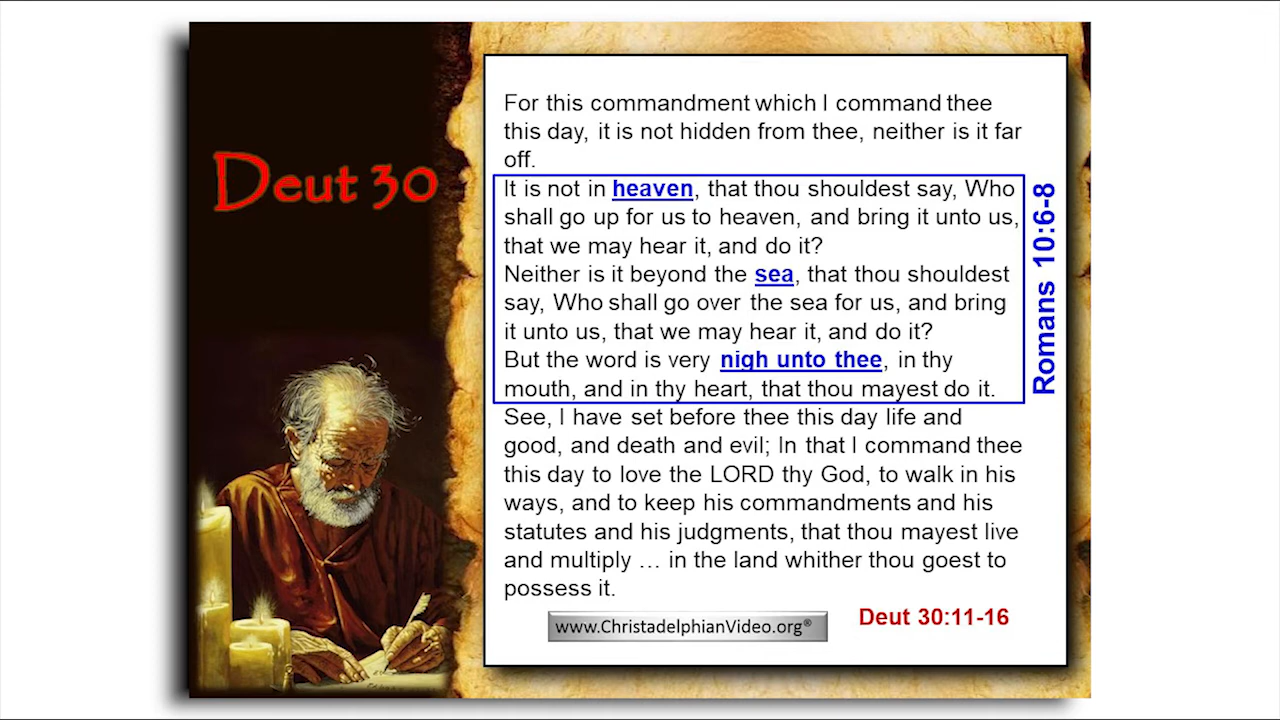 Deut 30
For this commandment which I command thee
this day, it is not hidden from thee, neither is it far
off.
It is not in heaven, that thou shouldest say, Who
shall go up for us to heaven, and bring it unto us,
that we may hear it, and do it?
Neither is it beyond the sea, that thou shouldest
say, Who shall go over the sea for us, and bring
it unto us, that we may hear it, and do it?
But the word is very nigh unto thee, in thy
mouth, and in thy heart, that thou mayest do it.
See, I have set before thee this day life and
good, and death and evil; In that I command thee
this day to love the LORD thy God, to walk in his
ways, and to keep his commandments and his
statutes and his judgments, that thou mayest live
and multiply … in the land whither thou goest to
possess it.
Romans 10:6-8
www.ChristadelphianVideo.org®
Deut 30:11-16